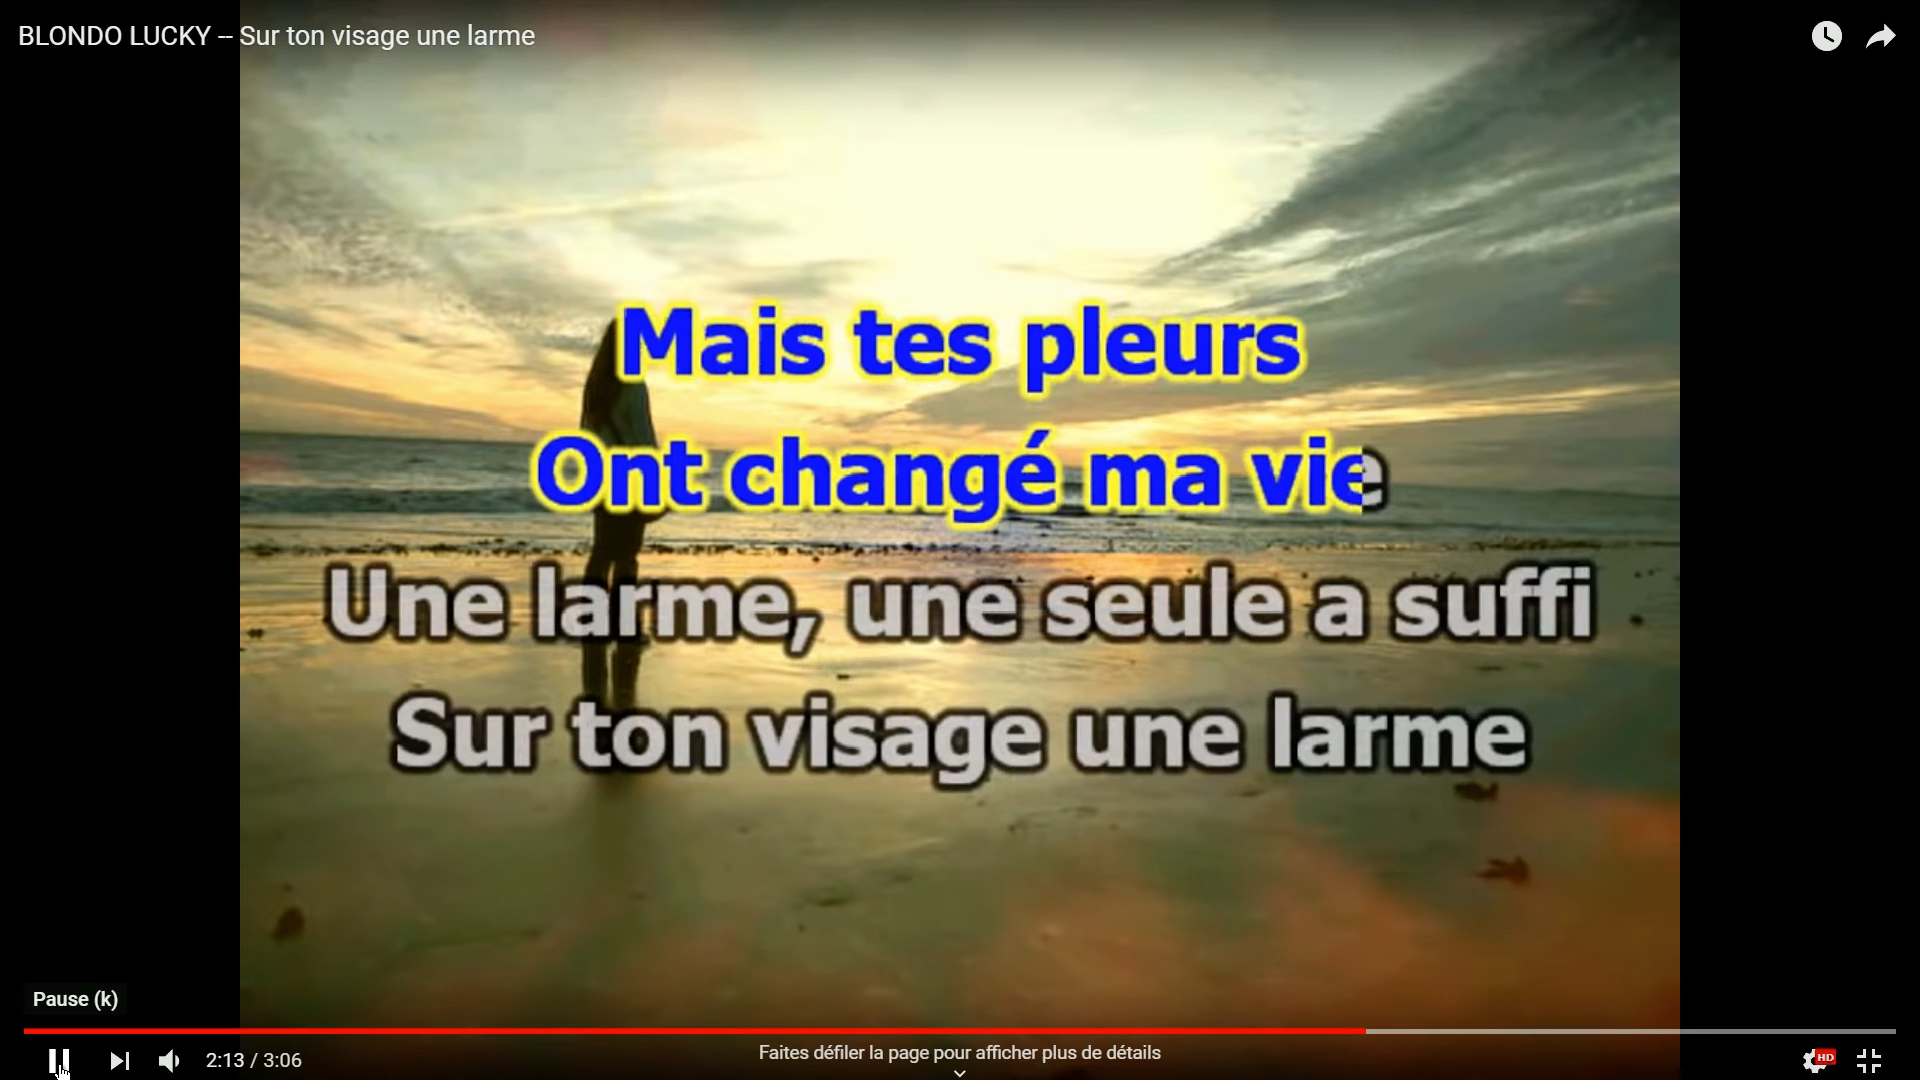 BLONDO LUCKY -- Sur ton visage une larme
Mais tes pleurs
Ont changé ma vie
Une larme, une seule a suffi
Sur ton visage une larme
Pause (k)
2:13 / 3:06
Faites défiler la page pour afficher plus de détails
HD